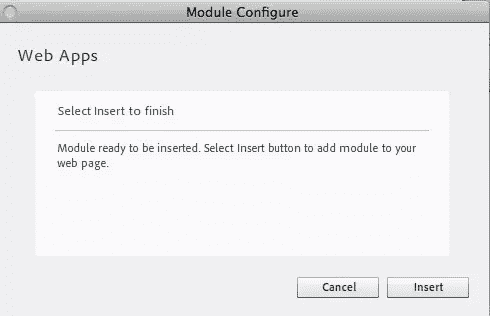 Module Configure
Web Apps
Select Insert to finish
Module ready to be inserted. Select Insert button to add module to your
web page.
Cancel Insert